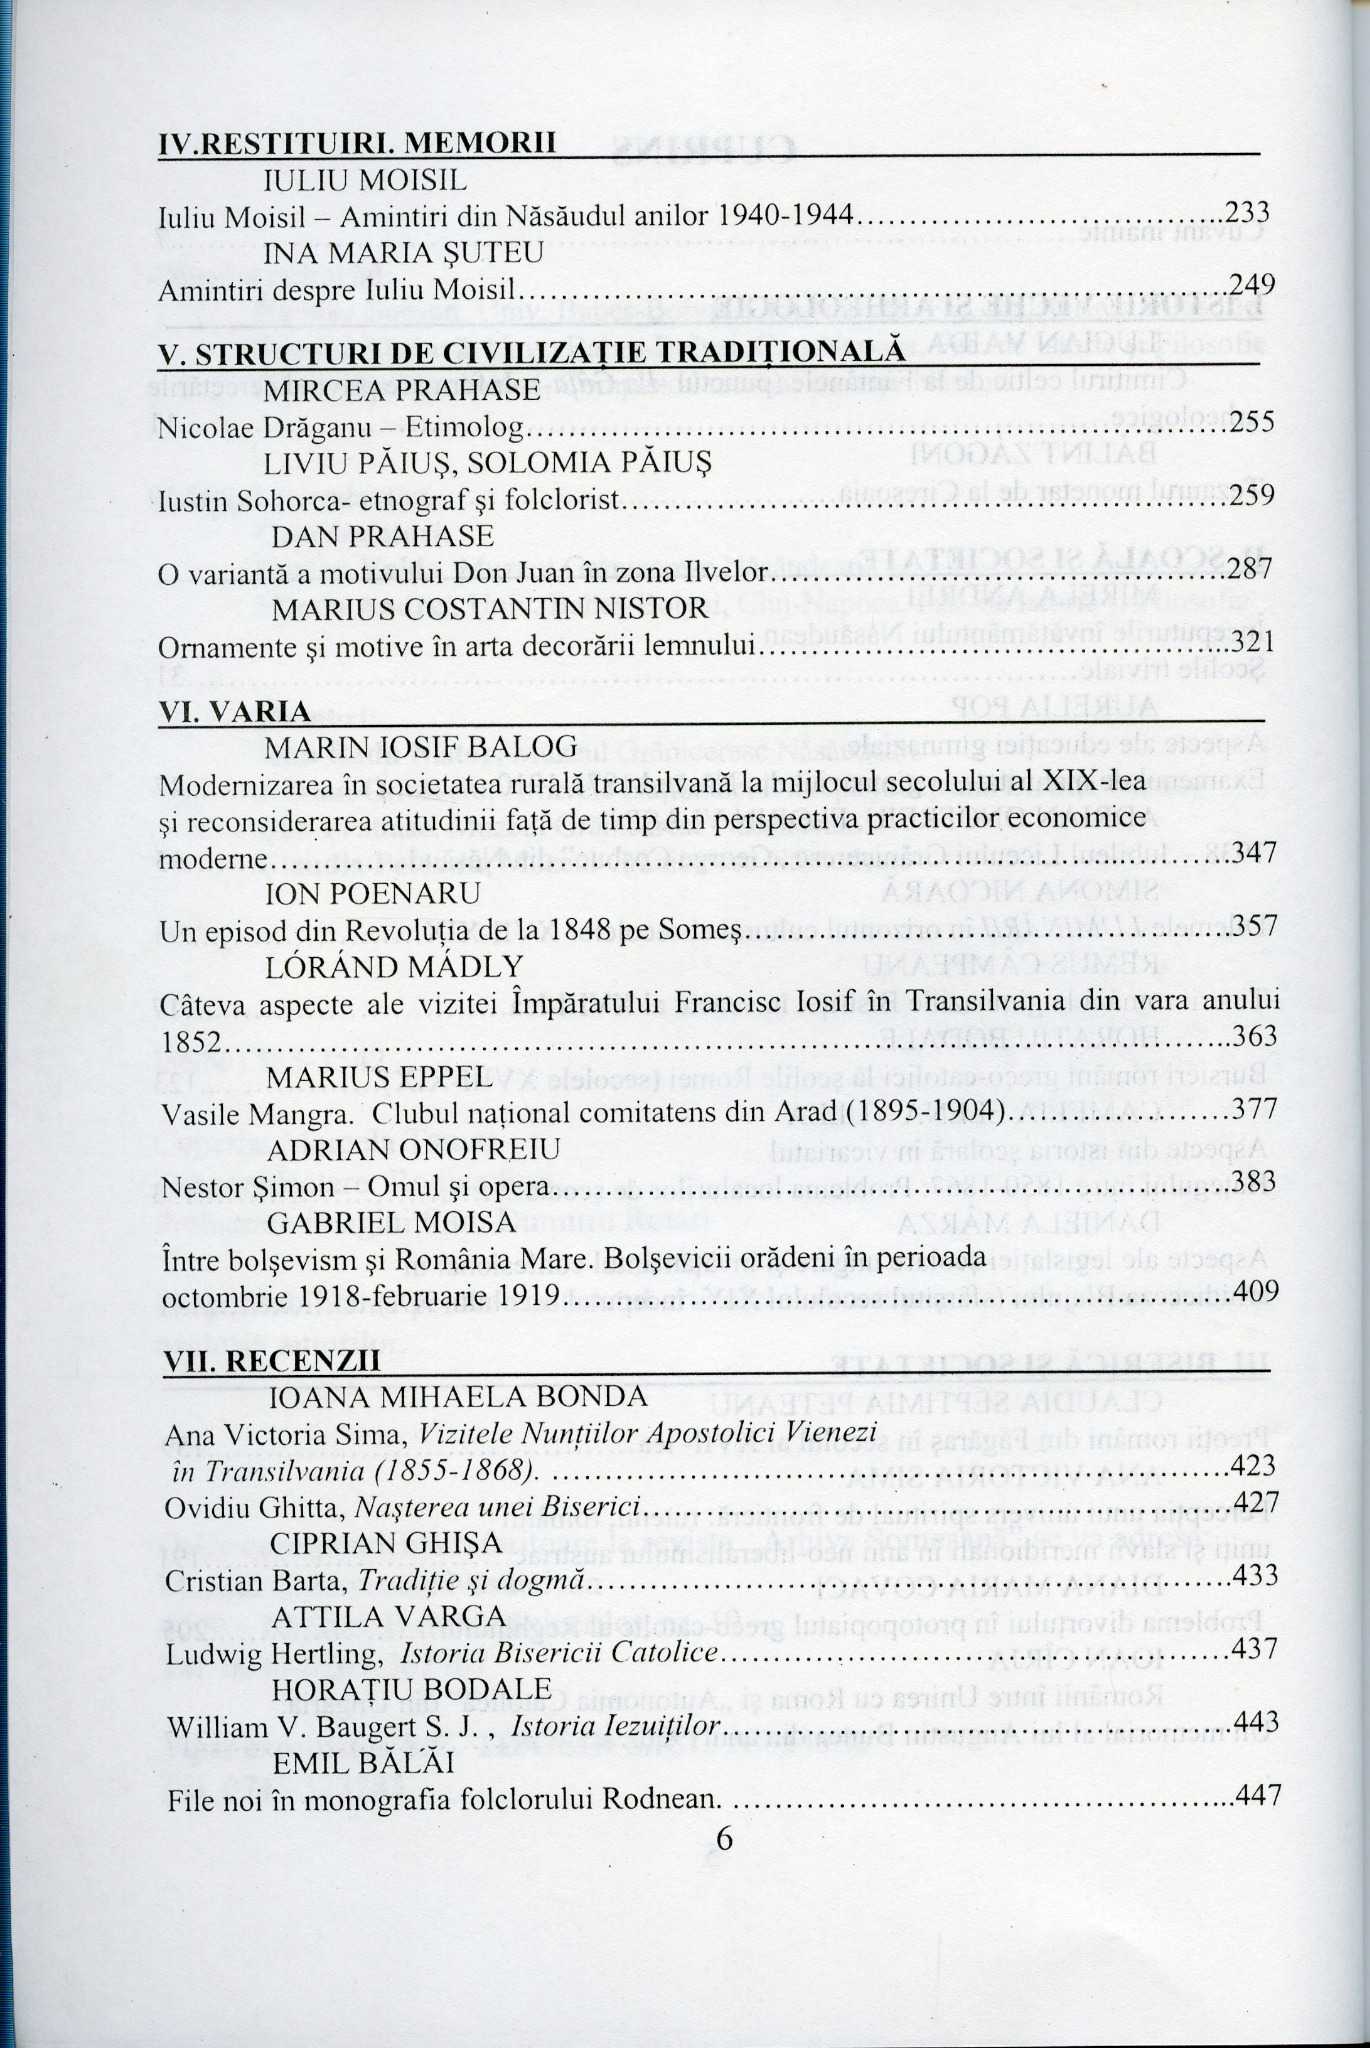 IV.RESTITUIRI. MEMORII
IULIU MOISIL
Iuliu Moisil – Amintiri din Năsăudul anilor 1940-1944..................................233
INA MARIA ŞUTEU
Amintiri despre Iuliu Moisil..................................................................249
V. STRUCTURI DE CIVILIZAŢIE TRADIŢIONALĂ
MIRCEA PRAHASE
Nicolae Drăganu – Etimolog..................................................................255
LIVIU PĂIUŞ, SOLOMIA PĂIUŞ
Iustin Sohorca- etnograf şi folclorist........................................................259
DAN PRAHASE
O variantă a motivului Don Juan în zona Ilvelor..........................................287
MARIUS COSTANTIN NISTOR
Ornamente şi motive în arta decorării lemnului...........................................321
VI. VARIA
MARIN IOSIF BALOG
Modernizarea în societatea rurală transilvană la mijlocul secolului al XIX-lea
şi reconsiderarea atitudinii faţă de timp din perspectiva practicilor economice
moderne.........................................................................................347
ION POENARU
Un episod din Revoluţia de la 1848 pe Someş.............................................357
LÓRÁND MÁDLY
Câteva aspecte ale vizitei Împăratului Francisc Iosif în Transilvania din vara anului
1852..............................................................................................363
MARIUS EPPEL
Vasile Mangra. Clubul naţional comitatens din Arad (1895-1904).....................377
ADRIAN ONOFREIU
Nestor Şimon – Omul şi opera...............................................................383
GABRIEL MOISA
Între bolşevism şi România Mare. Bolşevicii orădeni în perioada
octombrie 1918-februarie 1919..............................................................409
VII. RECENZII
IOANA MIHAELA BONDA
Ana Victoria Sima, Vizitele Nunţiilor Apostolici Vienezi
în Transilvania (1855-1868). ...............................................................423
Ovidiu Ghitta, Naşterea unei Biserici.......................................................427
CIPRIAN GHIŞA
Cristian Barta, Tradiţie şi dogmă............................................................433
ATTILA VARGA
Ludwig Hertling, Istoria Bisericii Catolice................................................437
HORAŢIU BODALE
William V. Baugert S. J. , Istoria Iezuiţilor................................................443
EMIL BĂLĂI
File noi în monografia folclorului Rodnean. ..............................................447
6